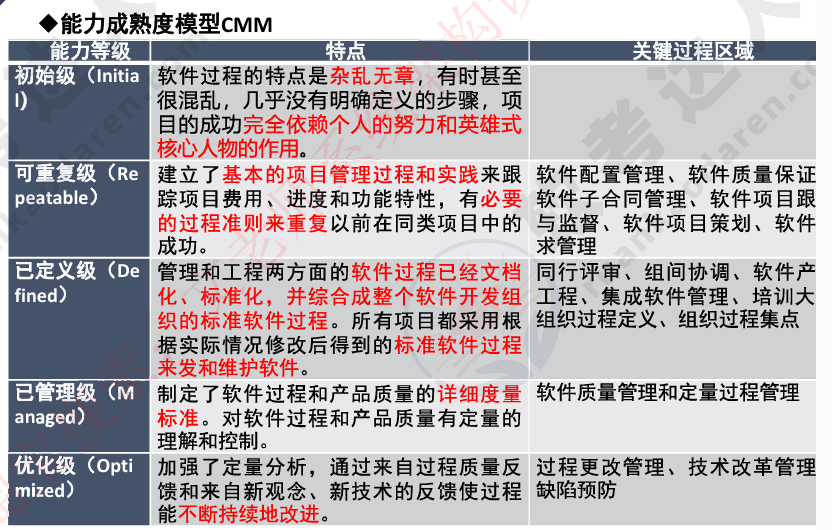 ◆能力成熟度模型CMM
能力等级 特点 关键过程区域
初始级（Initia
l)
软件过程的特点是杂乱无章，有时甚至
很混乱，几乎没有明确定义的步骤，项
目的成功完全依赖个人的努力和英雄式
核心人物的作用。
可重复级（Re
peatable）
建立了基本的项目管理过程和实践来跟
踪项目费用、进度和功能特性，有必要
的过程准则来重复以前在同类项目中的
成功。
软件配置管理、软件质量保证
软件子合同管理、软件项目跟
与监督、软件项目策划、软件
求管理
已定义级（De
fined）
管理和工程两方面的软件过程已经文档
化、标准化，并综合成整个软件开发组
织的标准软件过程。所有项目都采用根
据实际情况修改后得到的标准软件过程
来发和维护软件。
同行评审、组间协调、软件产
工程、集成软件管理、培训大
组织过程定义、组织过程集点
已管理级（M
anaged）
制定了软件过程和产品质量的详细度量
标准。对软件过程和产品质量有定量的
理解和控制。
软件质量管理和定量过程管理
优化级（Opti
mized）
加强了定量分析，通过来自过程质量反
馈和来自新观念、新技术的反馈使过程
能不断持续地改进。
过程更改管理、技术改革管理
缺陷预防